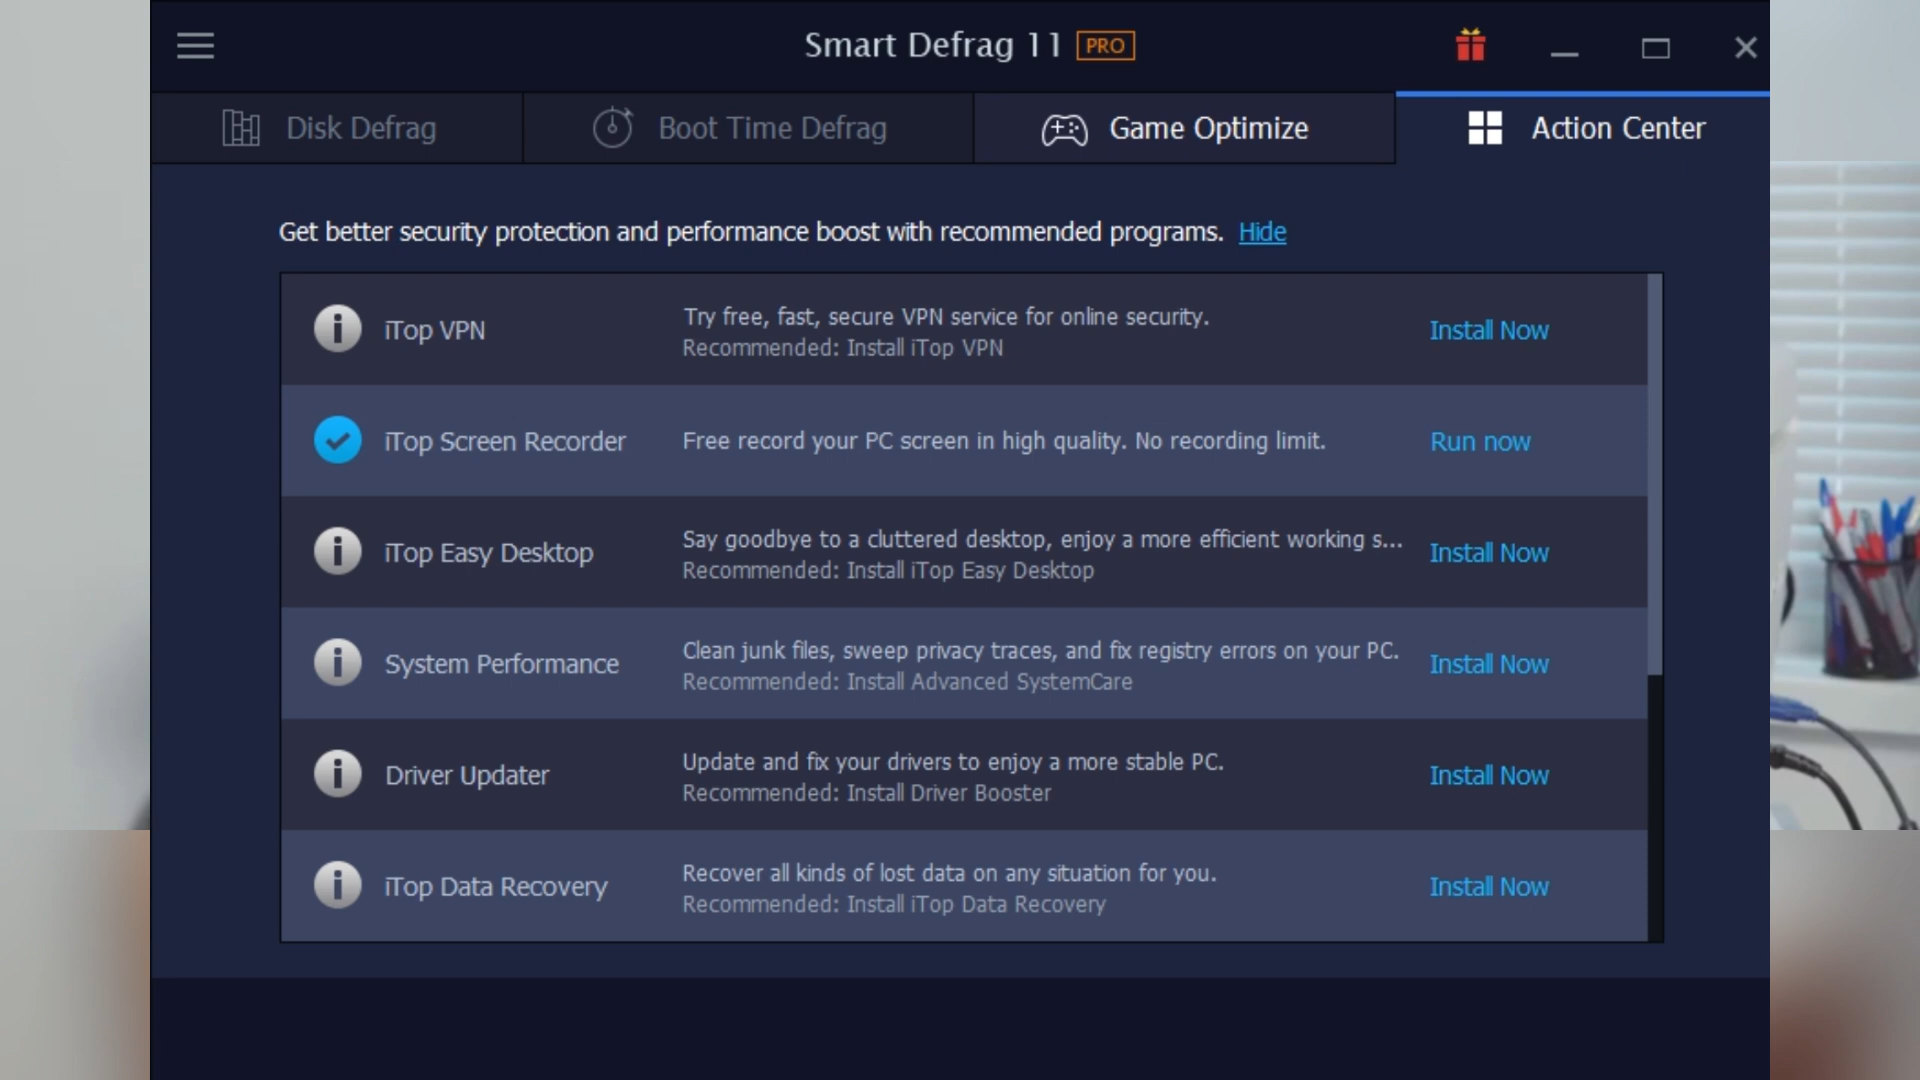 Smart Defrag 11 PRO
Disk Defrag
Boot Time Defrag
Game Optimize
Action Center
Get better security protection and performance boost with recommended programs. Hide
iTop VPN
Try free, fast, secure VPN service for online security.
Recommended: Install iTop VPN
Install Now
iTop Screen Recorder
Free record your PC screen in high quality. No recording limit.
Run now
iTop Easy Desktop
Say goodbye to a cluttered desktop, enjoy a more efficient working s...
Recommended: Install iTop Easy Desktop
Install Now
System Performance
Clean junk files, sweep privacy traces, and fix registry errors on your PC.
Recommended: Install Advanced SystemCare
Install Now
Driver Updater
Update and fix your drivers to enjoy a more stable PC.
Recommended: Install Driver Booster
Install Now
iTop Data Recovery
Recover all kinds of lost data on any situation for you.
Recommended: Install iTop Data Recovery
Install Now